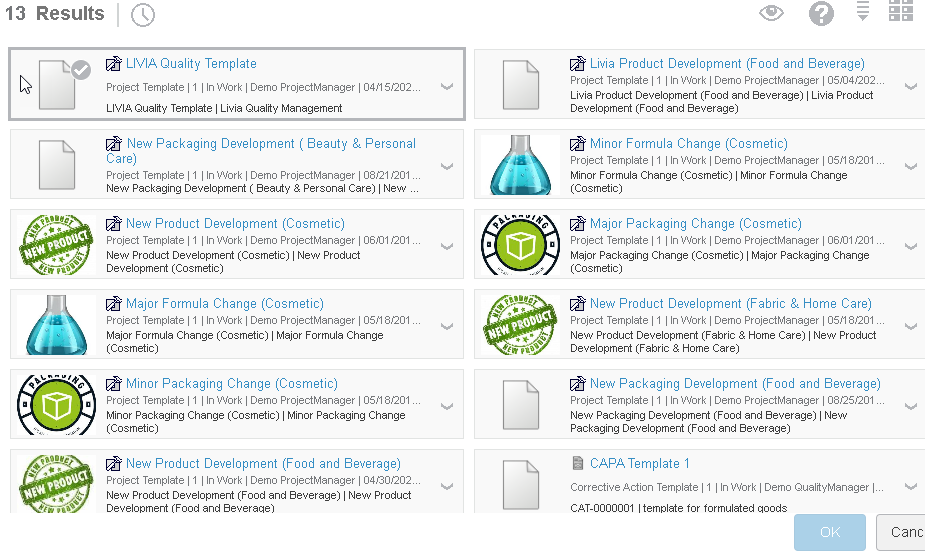 13 Results
LIVIA Quality Template
Project Template | 1 | In Work | Demo ProjectManager | 04/15/202...
LIVIA Quality Template | Livia Quality Management
Livia Product Development (Food and Beverage)
Project Template | 1 | In Work | Demo ProjectManager | 05/04/202...
Livia Product Development (Food and Beverage) | Livia Product
Development (Food and Beverage)
New Packaging Development ( Beauty & Personal
Care)
Project Template | 1 | In Work | Demo ProjectManager | 08/21/201...
New Packaging Development ( Beauty & Personal Care) | New ...
Minor Formula Change (Cosmetic)
Project Template | 1 | In Work | Demo ProjectManager | 05/18/201...
Minor Formula Change (Cosmetic) | Minor Formula Change
(Cosmetic)
NEW PRODUCT
NEW PRODUCT
NEW PRODUCT
New Product Development (Cosmetic)
Project Template | 1 | In Work | Demo ProjectManager | 06/01/201...
New Product Development (Cosmetic) | New Product
Development (Cosmetic)
PACKAGING
Major Packaging Change (Cosmetic)
Project Template | 1 | In Work | Demo ProjectManager | 06/01/201...
Major Packaging Change (Cosmetic) | Major Packaging Change
(Cosmetic)
Major Formula Change (Cosmetic)
Project Template | 1 | In Work | Demo ProjectManager | 05/18/201...
Major Formula Change (Cosmetic) | Major Formula Change
(Cosmetic)
NEW PRODUCT
NEW PRODUCT
NEW PRODUCT
New Product Development (Fabric & Home Care)
Project Template | 1 | In Work | Demo ProjectManager | 05/18/201...
New Product Development (Fabric & Home Care) | New Product
Development (Fabric & Home Care)
PACKAGING
Minor Packaging Change (Cosmetic)
Project Template | 1 | In Work | Demo ProjectManager | 05/18/201...
Minor Packaging Change (Cosmetic) | Minor Packaging Change
(Cosmetic)
New Packaging Development (Food and Beverage)
Project Template | 1 | In Work | Demo ProjectManager | 08/25/201...
New Packaging Development (Food and Beverage) | New
Packaging Development (Food and Beverage)
NEW PRODUCT
NEW PRODUCT
NEW PRODUCT
New Product Development (Food and Beverage)
Project Template | 1 | In Work | Demo ProjectManager | 04/30/202...
New Product Development (Food and Beverage) | New Product
Development (Food and Beverage)
CAPA Template 1
Corrective Action Template | 1 | In Work | Demo QualityManager |...
CAT-0000001 | template for formulated goods
OK
Canc